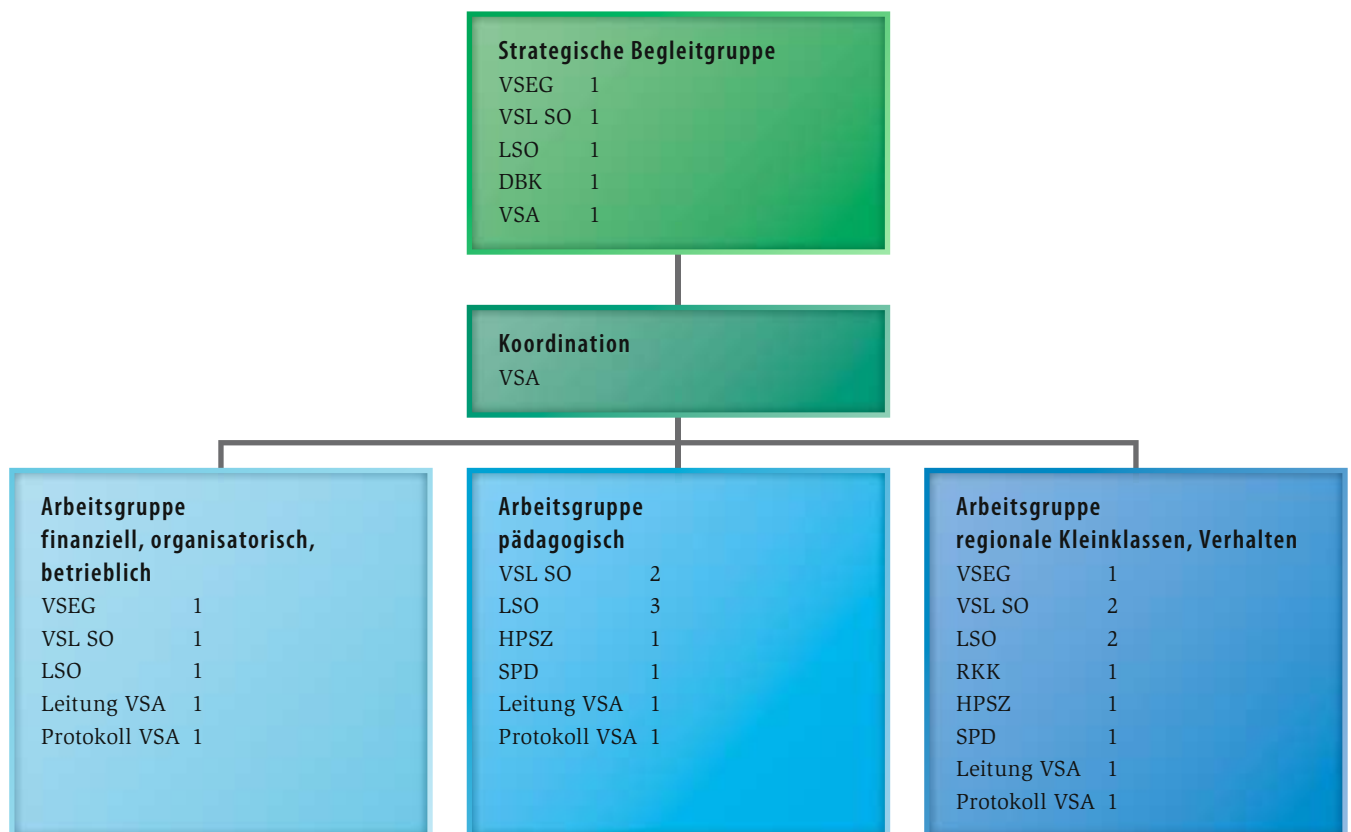 Strategische Begleitgruppe
VSEG 1
VSL SO 1
LSO 1
DBK 1
VSA 1
Koordination
VSA
Arbeitsgruppe
finanziell, organisatorisch,
betrieblich
VSEG 1
VSL SO 1
LSO 1
Leitung VSA 1
Protokoll VSA 1
Arbeitsgruppe
pädagogisch
VSL SO 2
LSO 3
HPSZ 1
SPD 1
Leitung VSA 1
Protokoll VSA 1
Arbeitsgruppe
regionale Kleinklassen, Verhalten
VSEG 1
VSL SO 2
LSO 2
RKK 1
HPSZ 1
SPD 1
Leitung VSA 1
Protokoll VSA 1